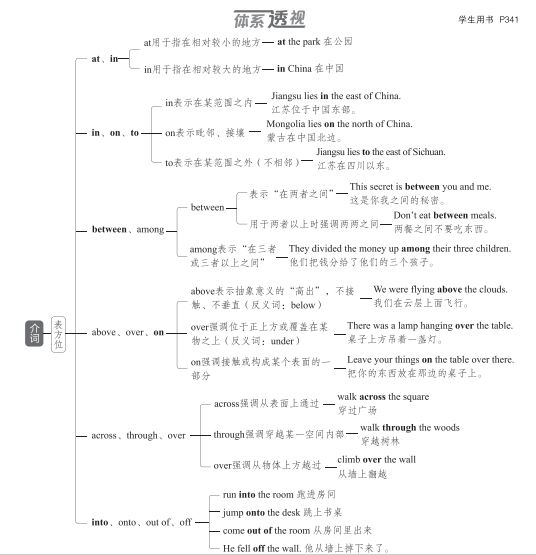 体系透视
学生用书 P341
介词
表方位
at、in
at用于指在相对较小的地方
at the park 在公园
in用于指在相对较大的地方
in China 在中国
in、on、to
in表示在某范围之内
Jiangsu lies in the east of China.
江苏位于中国东部。
on表示毗邻、接壤
Mongolia lies on the north of China.
蒙古在中国北边。
to表示在某范围之外(不相邻)
Jiangsu lies to the east of Sichuan.
江苏在四川以东。
between、among
between
表示“在两者之间”
This secret is between you and me.
这是你我之间的秘密。
用于两者以上时强调两两之间
Don't eat between meals.
两餐之间不要吃东西。
among表示“在三者
或三者以上之间”
They divided the money up among their three children.
他们把钱分给了他们的三个孩子。
above、over、on
above表示抽象意义的“高出”,不接
触、不垂直(反义词:below)
We were flying above the clouds.
我们在云层上面飞行。
over强调位于正上方或覆盖在某
物之上(反义词:under)
There was a lamp hanging over the table.
桌子上方吊着一盏灯。
on强调接触或构成某个表面的一
部分
Leave your things on the table over there.
把你的东西放在那边的桌子上。
across、through、over
across强调从表面上通过
walk across the square
穿过广场
through强调穿越某一空间内部
walk through the woods
穿越树林
over强调从物体上方越过
climb over the wall
从墙上翻越
into、onto、out of、off
run into the room 跑进房间
jump onto the desk 跳上书桌
come out of the room 从房间里出来
He fell off the wall. 他从墙上摔下来了。